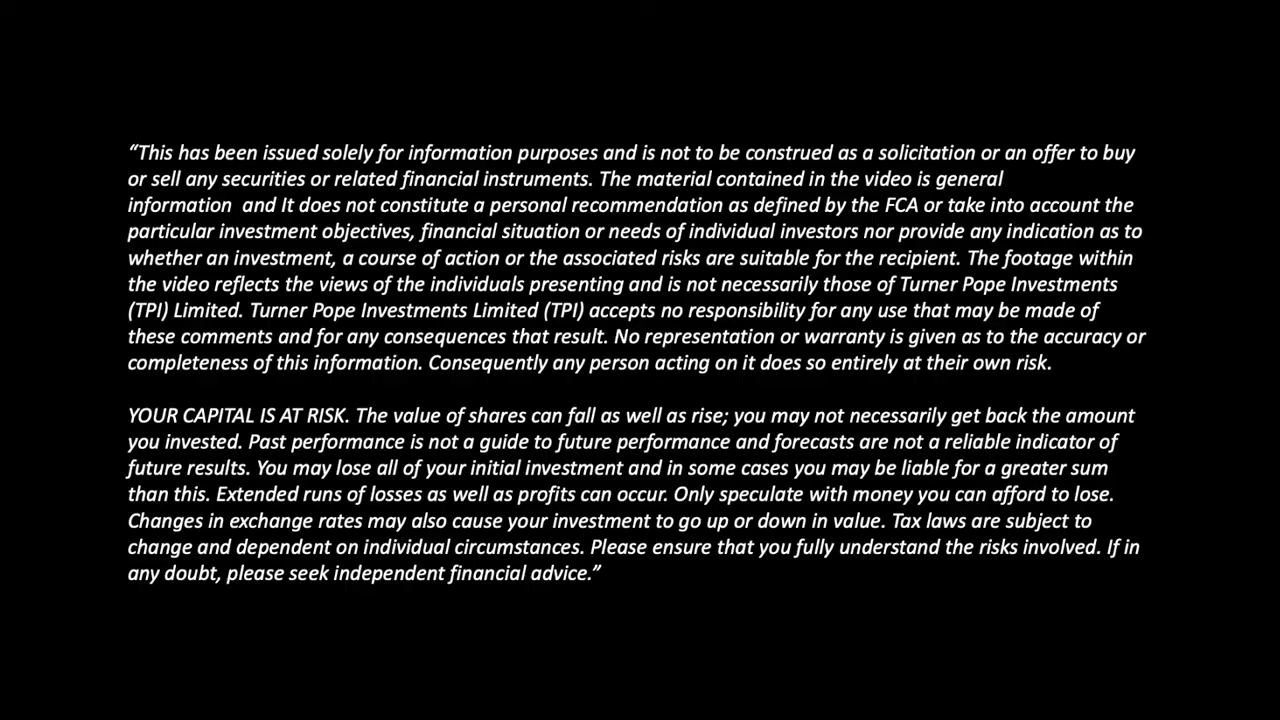 “This has been issued solely for information purposes and is not to be construed as a solicitation or an offer to buy
or sell any securities or related financial instruments. The material contained in the video is general
information  and It does not constitute a personal recommendation as defined by the FCA or take into account the
particular investment objectives, financial situation or needs of individual investors nor provide any indication as to
whether an investment, a course of action or the associated risks are suitable for the recipient. The footage within
the video reflects the views of the individuals presenting and is not necessarily those of Turner Pope Investments
(TPI) Limited. Turner Pope Investments Limited (TPI) accepts no responsibility for any use that may be made of
these comments and for any consequences that result. No representation or warranty is given as to the accuracy or
completeness of this information. Consequently any person acting on it does so entirely at their own risk.
YOUR CAPITAL IS AT RISK. The value of shares can fall as well as rise; you may not necessarily get back the amount
you invested. Past performance is not a guide to future performance and forecasts are not a reliable indicator of
future results. You may lose all of your initial investment and in some cases you may be liable for a greater sum
than this. Extended runs of losses as well as profits can occur. Only speculate with money you can afford to lose.
Changes in exchange rates may also cause your investment to go up or down in value. Tax laws are subject to
change and dependent on individual circumstances. Please ensure that you fully understand the risks involved. If in
any doubt, please seek independent financial advice.”